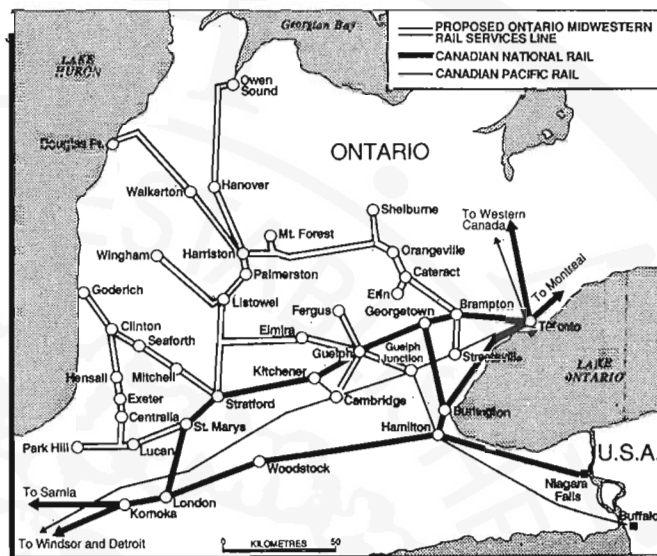 Georgian Bay
PROPOSED ONTARIO MIDWESTERN
RAIL SERVICES LINE
CANADIAN NATIONAL RAIL
CANADIAN PACIFIC RAIL
LAKE
HURON
Owen
Sound
Douglas Pt.
ONTARIO
Walkerton
Hanover
Shelburne
To Western
Canada
Mt. Forest
Wingham
Harriston
Orangeville
Cataract
To Montreal
Palmerston
Goderich
Erin
Listowel
Fergus
Brampton
Georgetown
Toronto
Clinton
Seaforth
Elmira
Guelph
Guelph
Junction
Streetsville
LAKE
ONTARIO
Hensall
Mitchell
Kitchener
Exeter
Stratford
Cambridge
Burlington
Centralia
St. Marys
Hamilton
Park Hill
Lucan
Woodstock
U.S.A.
To Sarnia
London
Niagara
Falls
Komoka
Buffalo
To Windsor and Detroit
0 KILOMETRES 50